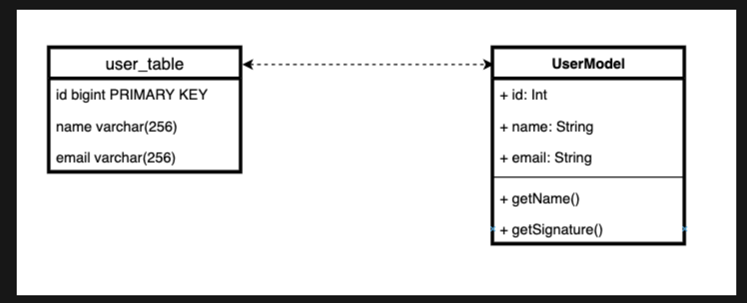 user_table
id bigint PRIMARY KEY
name varchar(256)
email varchar(256)
UserModel
+ id: Int
+ name: String
+ email: String
+ getName()
+ getSignature()